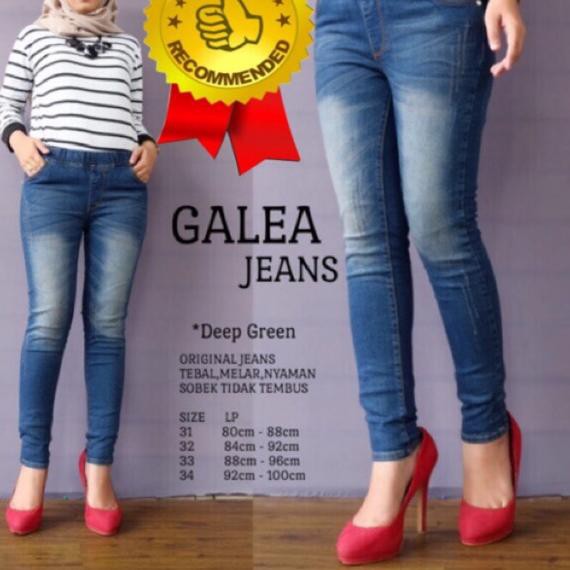 RECOMMENDED
GALEA
JEANS
*Deep Green
ORIGINAL JEANS
TEBAL,MELAR,NYAMAN
SOBEK TIDAK TEMBUS
SIZE LP
31 80cm - 88cm
32 84cm - 92cm
33 88cm - 96cm
34 92cm - 100cm